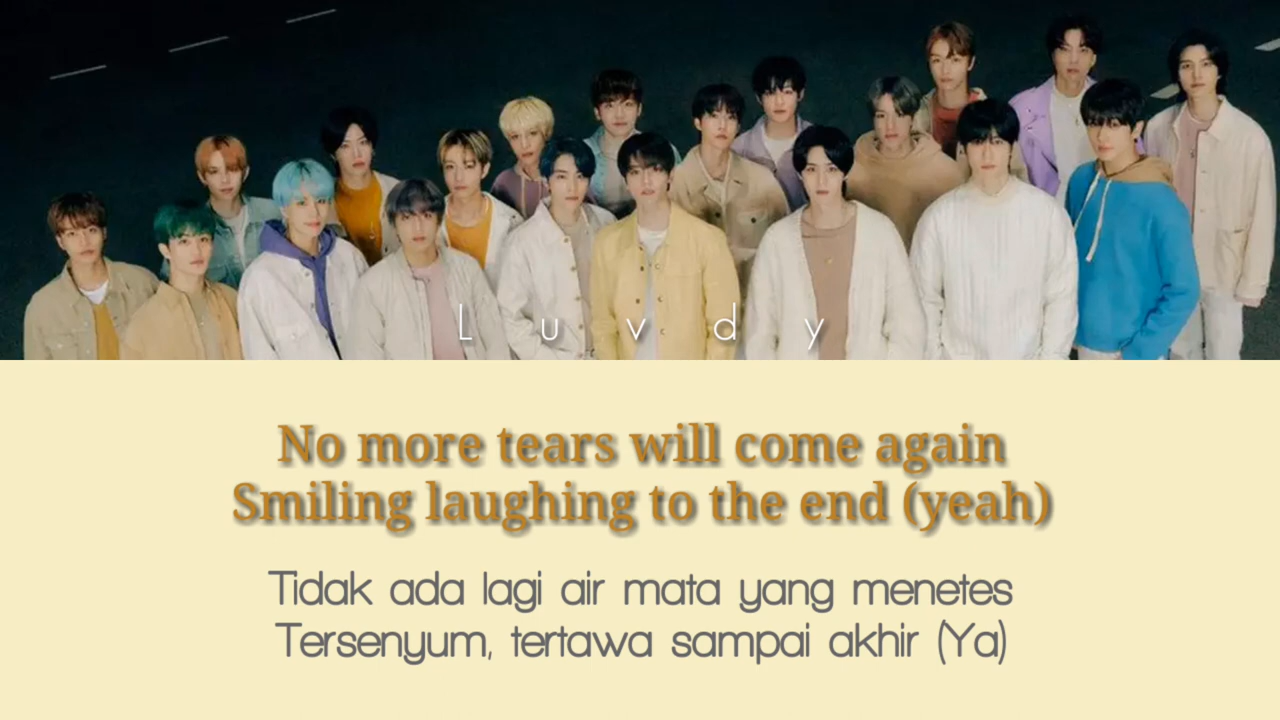 L u v d y
No more tears will come again
Smiling laughing to the end (yeah)
Tidak ada lagi air mata yang menetes
Tersenyum, tertawa sampai akhir (Ya)